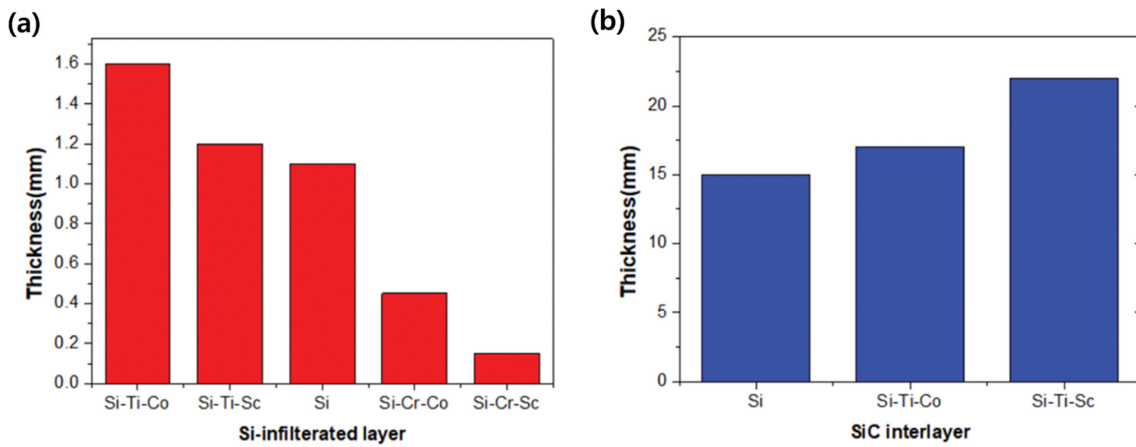 (a)
Thickness(mm)
1.6
1.4
1.2
1.0
0.8
0.6
0.4
0.2
0.0
Si-Ti-Co Si-Ti-Sc Si Si-Cr-Co Si-Cr-Sc
Si-infilterated layer
(b)
Thickness(mm)
25
20
15
10
5
0
Si Si-Ti-Co Si-Ti-Sc
SiC interlayer